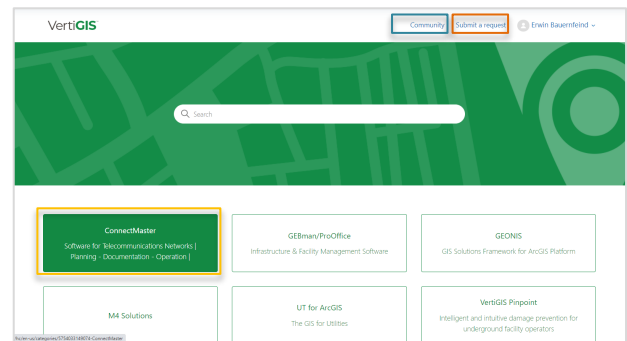 VertiGIS
Community
Submit a request
Erwin Bauernfeind
Search
ConnectMaster
Software for Telecommunications Networks |
Planning - Documentation - Operation |
GEBman/ProOffice
Infrastructure & Facility Management Software
GEONIS
GIS Solutions Framework for ArcGIS Platform
M4 Solutions
UT for ArcGIS
The GIS for Utilities
VertiGIS Pinpoint
Intelligent and intuitive damage prevention for
underground facility operators